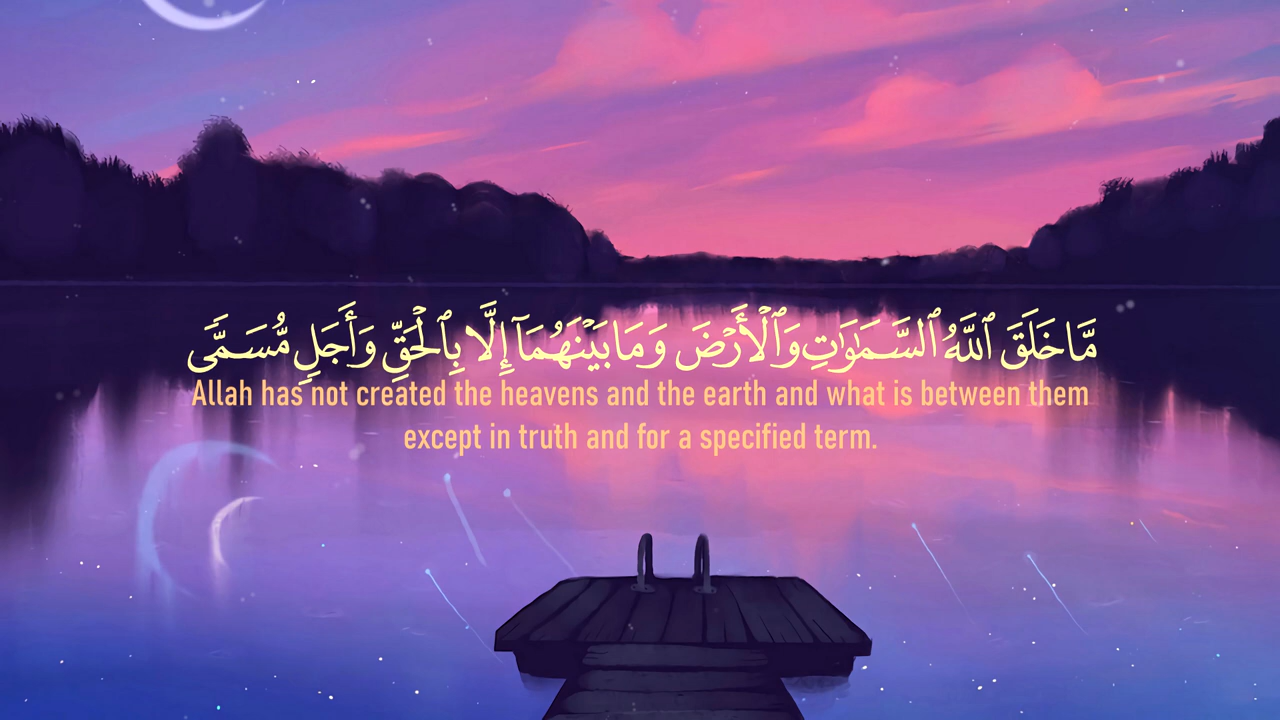 مَّا خَلَقَ ٱللَّهُ ٱلسَّمَـٰوَٰتِ وَٱلْأَرْضَ وَمَا بَيْنَهُمَآ إِلَّا بِٱلْحَقِّ وَأَجَلٍ مُّسَمًّى
Allah has not created the heavens and the earth and what is between them
except in truth and for a specified term.